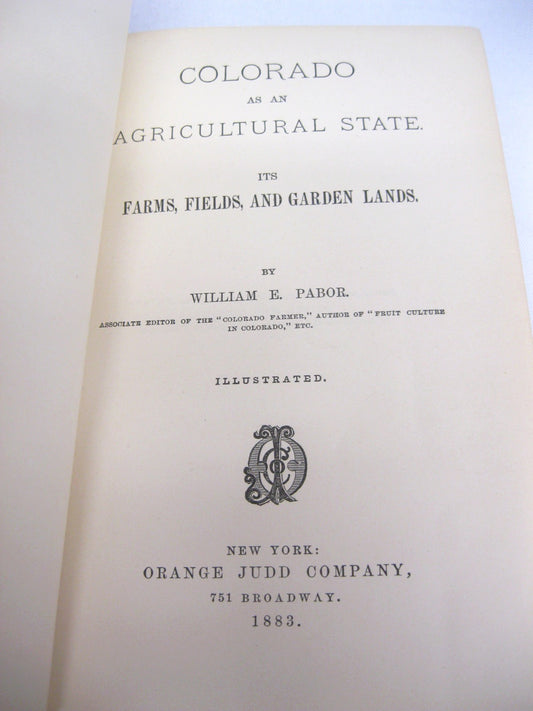 COLORADO
AS AN
AGRICULTURAL STATE.
ITS
FARMS, FIELDS, AND GARDEN LANDS.
BY
WILLIAM E. PABOR.
ASSOCIATE EDITOR OF THE "COLORADO FARMER," AUTHOR OF "FRUIT CULTURE
IN COLORADO," ETC.
ILLUSTRATED.
NEW YORK:
ORANGE JUDD COMPANY,
751 BROADWAY.
1883.